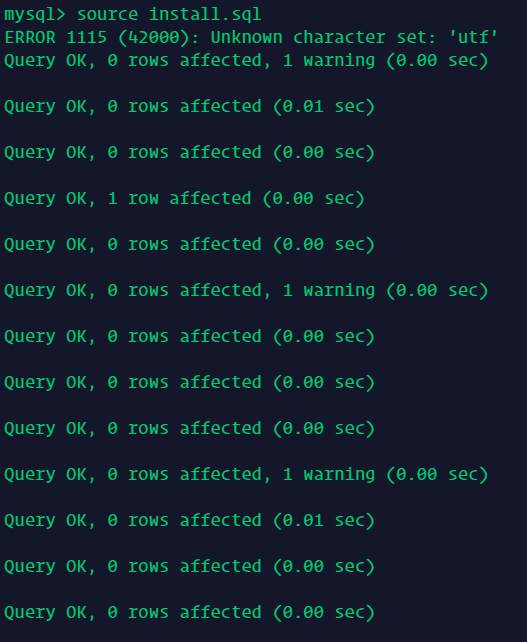 mysql> source install.sql
ERROR 1115 (42000): Unknown character set: 'utf'
Query OK, 0 rows affected, 1 warning (0.00 sec)
Query OK, 0 rows affected (0.01 sec)
Query OK, 0 rows affected (0.00 sec)
Query OK, 1 row affected (0.00 sec)
Query OK, 0 rows affected (0.00 sec)
Query OK, 0 rows affected, 1 warning (0.00 sec)
Query OK, 0 rows affected (0.00 sec)
Query OK, 0 rows affected (0.00 sec)
Query OK, 0 rows affected (0.00 sec)
Query OK, 0 rows affected, 1 warning (0.00 sec)
Query OK, 0 rows affected (0.01 sec)
Query OK, 0 rows affected (0.00 sec)
Query OK, 0 rows affected (0.00 sec)